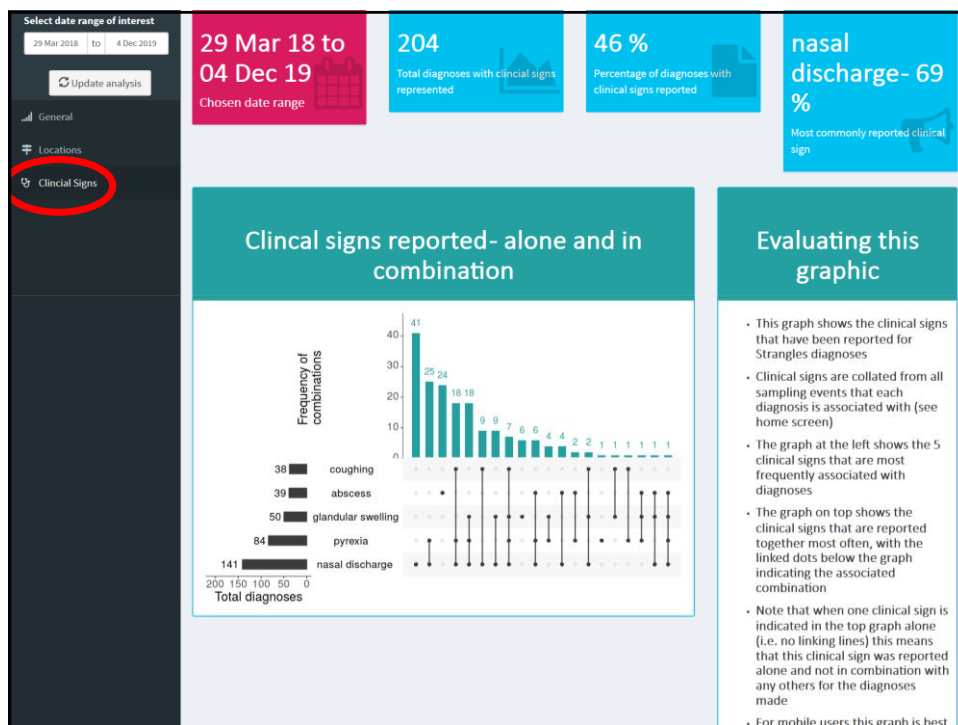 Select date range of interest
29 Mar 2018 to 4 Dec 2019
Update analysis
General
Locations
Clincial Signs
29 Mar 18 to
04 Dec 19
Chosen date range
204
Total diagnoses with clincial signs
represented
46 %
Percentage of diagnoses with
clinical signs reported
nasal
discharge- 69
%
Most commonly reported clinical
sign
Clincal signs reported- alone and in
combination
Frequency of
combinations
40
30
20
10
0
41 25 24 18 18 9 9 7 6 6 4 4 2 2 1 1 1 1 1 1
38 coughing
39 abscess
50 glandular swelling
84 pyrexia
141 nasal discharge
200 150 100 50 0
Total diagnoses
Evaluating this
graphic
• This graph shows the clinical signs
that have been reported for
Strangles diagnoses
• Clinical signs are collated from all
sampling events that each
diagnosis is associated with (see
home screen)
• The graph at the left shows the 5
clinical signs that are most
frequently associated with
diagnoses
• The graph on top shows the
clinical signs that are reported
together most often, with the
linked dots below the graph
indicating the associated
combination
• Note that when one clinical sign is
indicated in the top graph alone
(i.e. no linking lines) this means
that this clinical sign was reported
alone and not in combination with
any others for the diagnoses
made
• For mobile users this graph is best